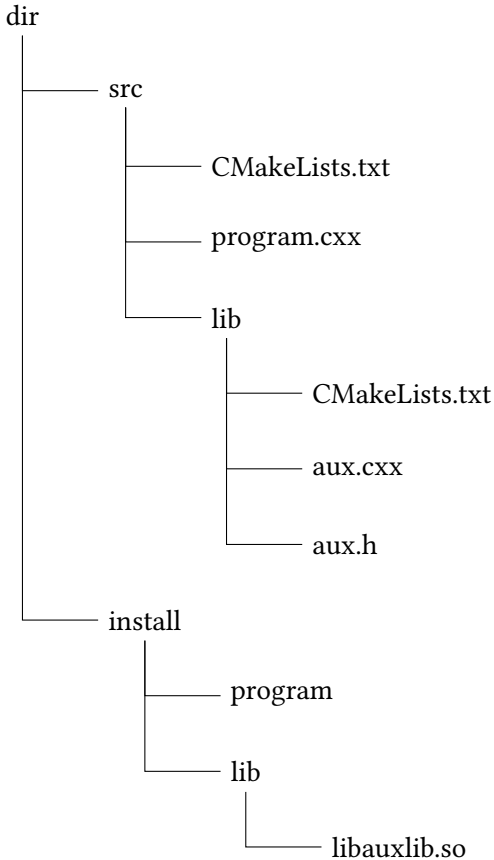 dir
src
CMakeLists.txt
program.cxx
lib
CMakeLists.txt
aux.cxx
aux.h
install
program
lib
libauxlib.so